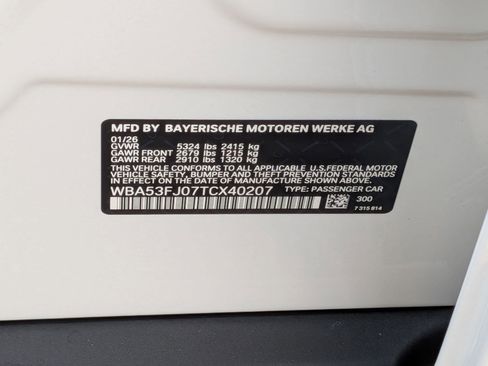 MFD BY BAYERISCHE MOTOREN WERKE AG
01/26
GVWR 5324 lbs 2415 kg
GAWR FRONT 2679 lbs 1215 kg
GAWR REAR 2910 lbs 1320 kg
THIS VEHICLE CONFORMS TO ALL APPLICABLE U.S.FEDERAL MOTOR
VEHICLE SAFETY, BUMPER, AND THEFT PREVENTION STANDARDS
IN EFFECT ON THE DATE OF MANUFACTURE SHOWN ABOVE.
WBA53FJ07TCX40207 TYPE: PASSENGER CAR
300
7 315 814